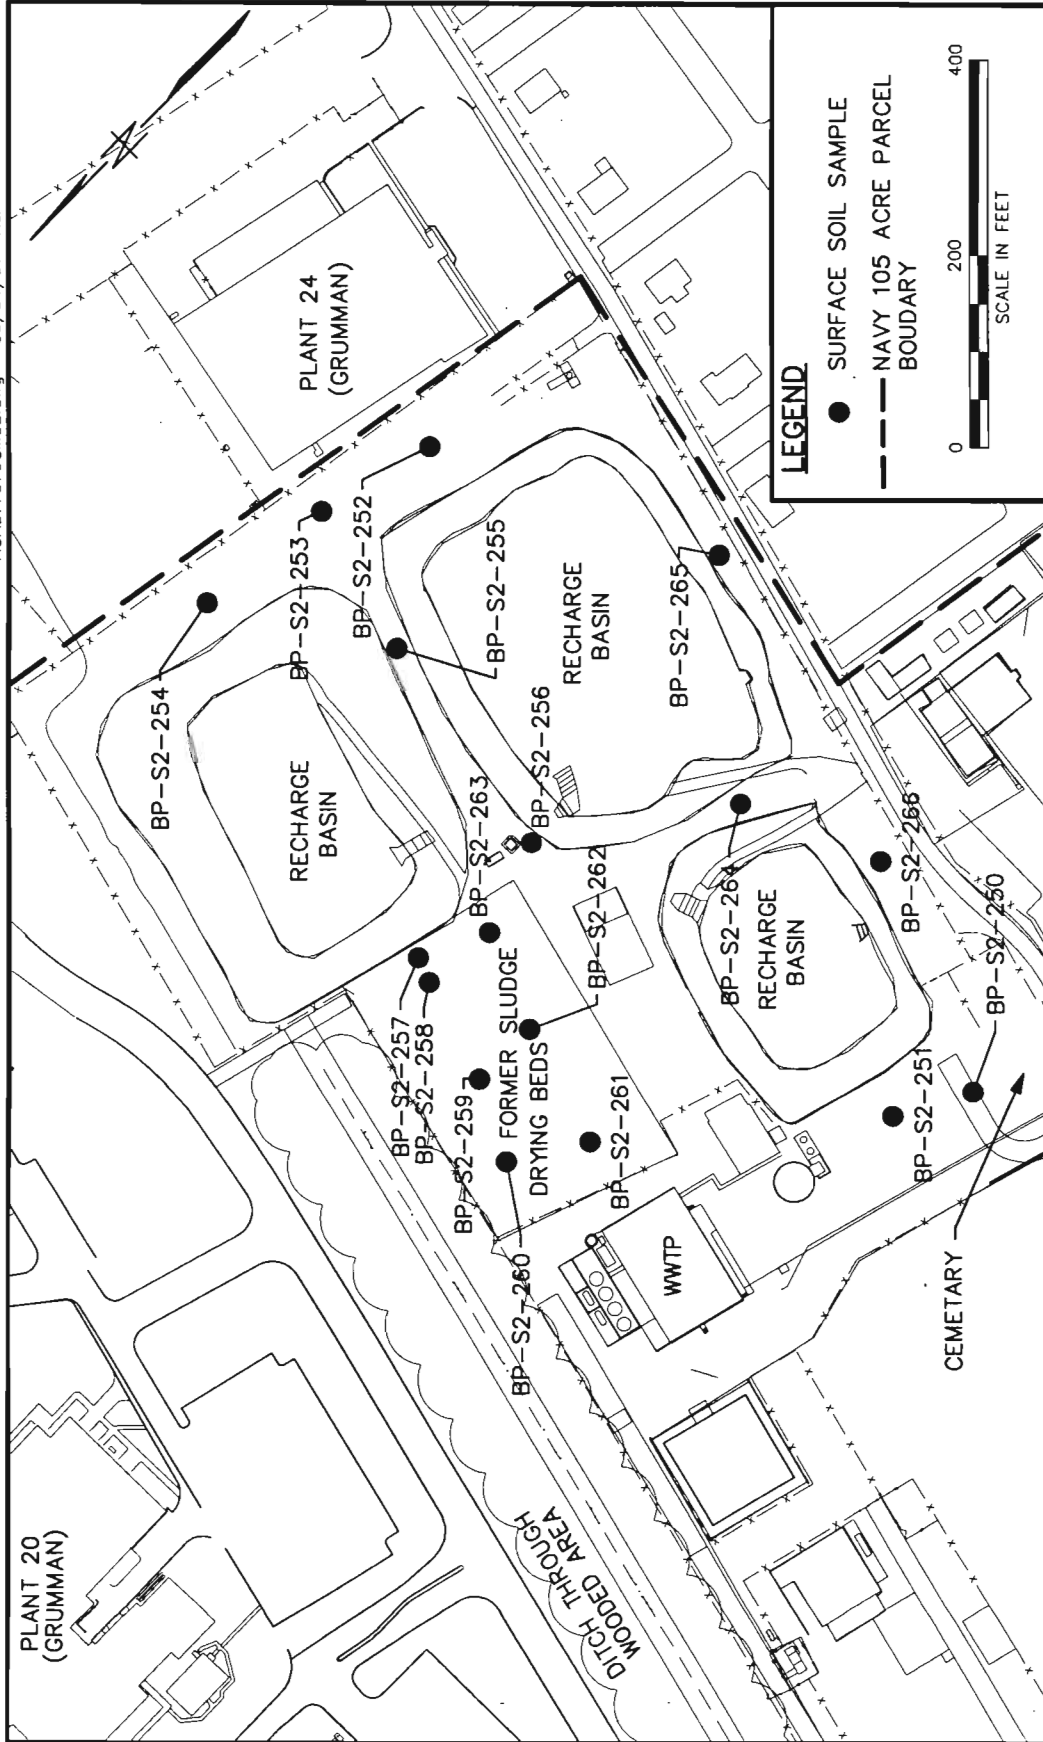 PLANT 20
(GRUMMAN)
PLANT 24
(GRUMMAN)
BP-S2-254
BP-S2-253
BP-S2-252
BP-S2-255
RECHARGE
BASIN
RECHARGE
BASIN
BP-S2-265
BP-S2-263
BP-S2-256
BP-S2-262
BP-S2-257
BP-S2-258
BP-S2-259
FORMER SLUDGE
DRYING BEDS
BP-S2-264
RECHARGE
BASIN
BP-S2-266
BP-S2-250
BP-S2-251
BP-S2-261
BP-S2-260
WWTP
CEMETARY
DITCH THROUGH
WOODED AREA
LEGEND
SURFACE SOIL SAMPLE
NAVY 105 ACRE PARCEL
BOUDARY
0 200 400
SCALE IN FEET